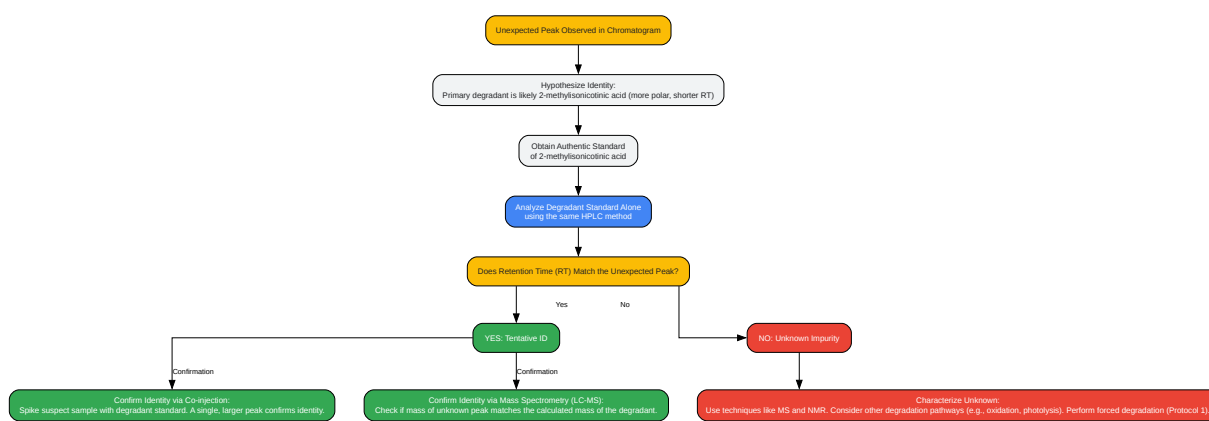 Unexpected Peak Observed in Chromatogram
Hypothesize Identity:
Primary degradant is likely 2-methylisonicotinic acid (more polar, shorter RT)
Obtain Authentic Standard
of 2-methylisonicotinic acid
Analyze Degradant Standard Alone
using the same HPLC method
Does Retention Time (RT) Match the Unexpected Peak?
Yes
No
YES: Tentative ID
NO: Unknown Impurity
Confirmation
Confirmation
Confirm Identity via Co-injection:
Spike suspect sample with degradant standard. A single, larger peak confirms identity.
Confirm Identity via Mass Spectrometry (LC-MS):
Check if mass of unknown peak matches the calculated mass of the degradant.
Characterize Unknown:
Use techniques like MS and NMR. Consider other degradation pathways (e.g., oxidation, photolysis). Perform forced degradation (Protocol 1).